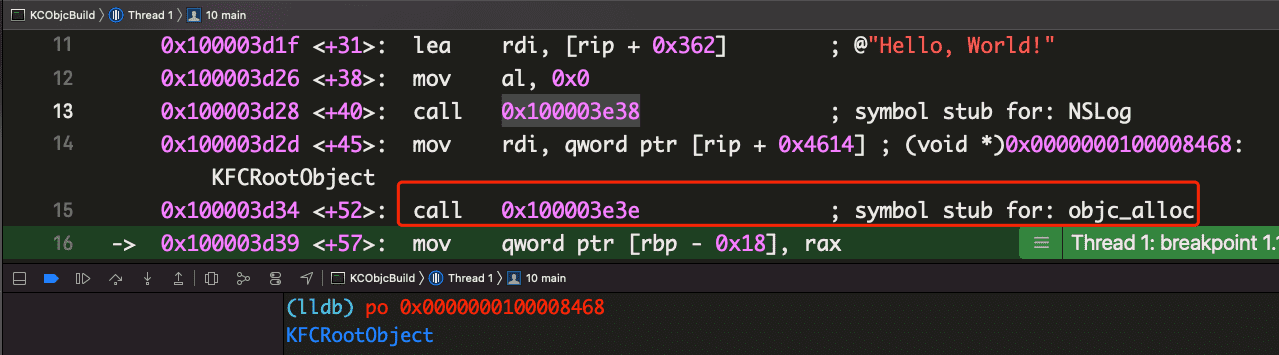 KCObjcBuild 〉 Thread 1 〉 10 main
11 0x100003d1f <+31>: lea rdi, [rip + 0x362] ; @"Hello, World!"
12 0x100003d26 <+38>: mov al, 0x0
13 0x100003d28 <+40>: call 0x100003e38 ; symbol stub for: NSLog
14 0x100003d2d <+45>: mov rdi, qword ptr [rip + 0x4614] ; (void *)0x0000000100008468:
KFCRootObject
15 0x100003d34 <+52>: call 0x100003e3e ; symbol stub for: objc_alloc
16 -> 0x100003d39 <+57>: mov qword ptr [rbp - 0x18], rax Thread 1: breakpoint 1.1
KCObjcBuild 〉 Thread 1 〉 10 main
(lldb) po 0x0000000100008468
KFCRootObject